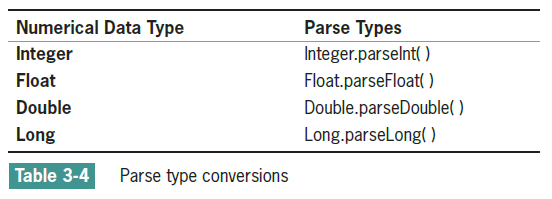 Numerical Data Type Parse Types
Integer Integer.parseInt( )
Float Float.parseFloat( )
Double Double.parseDouble( )
Long Long.parseLong( )
Table 3-4 Parse type conversions